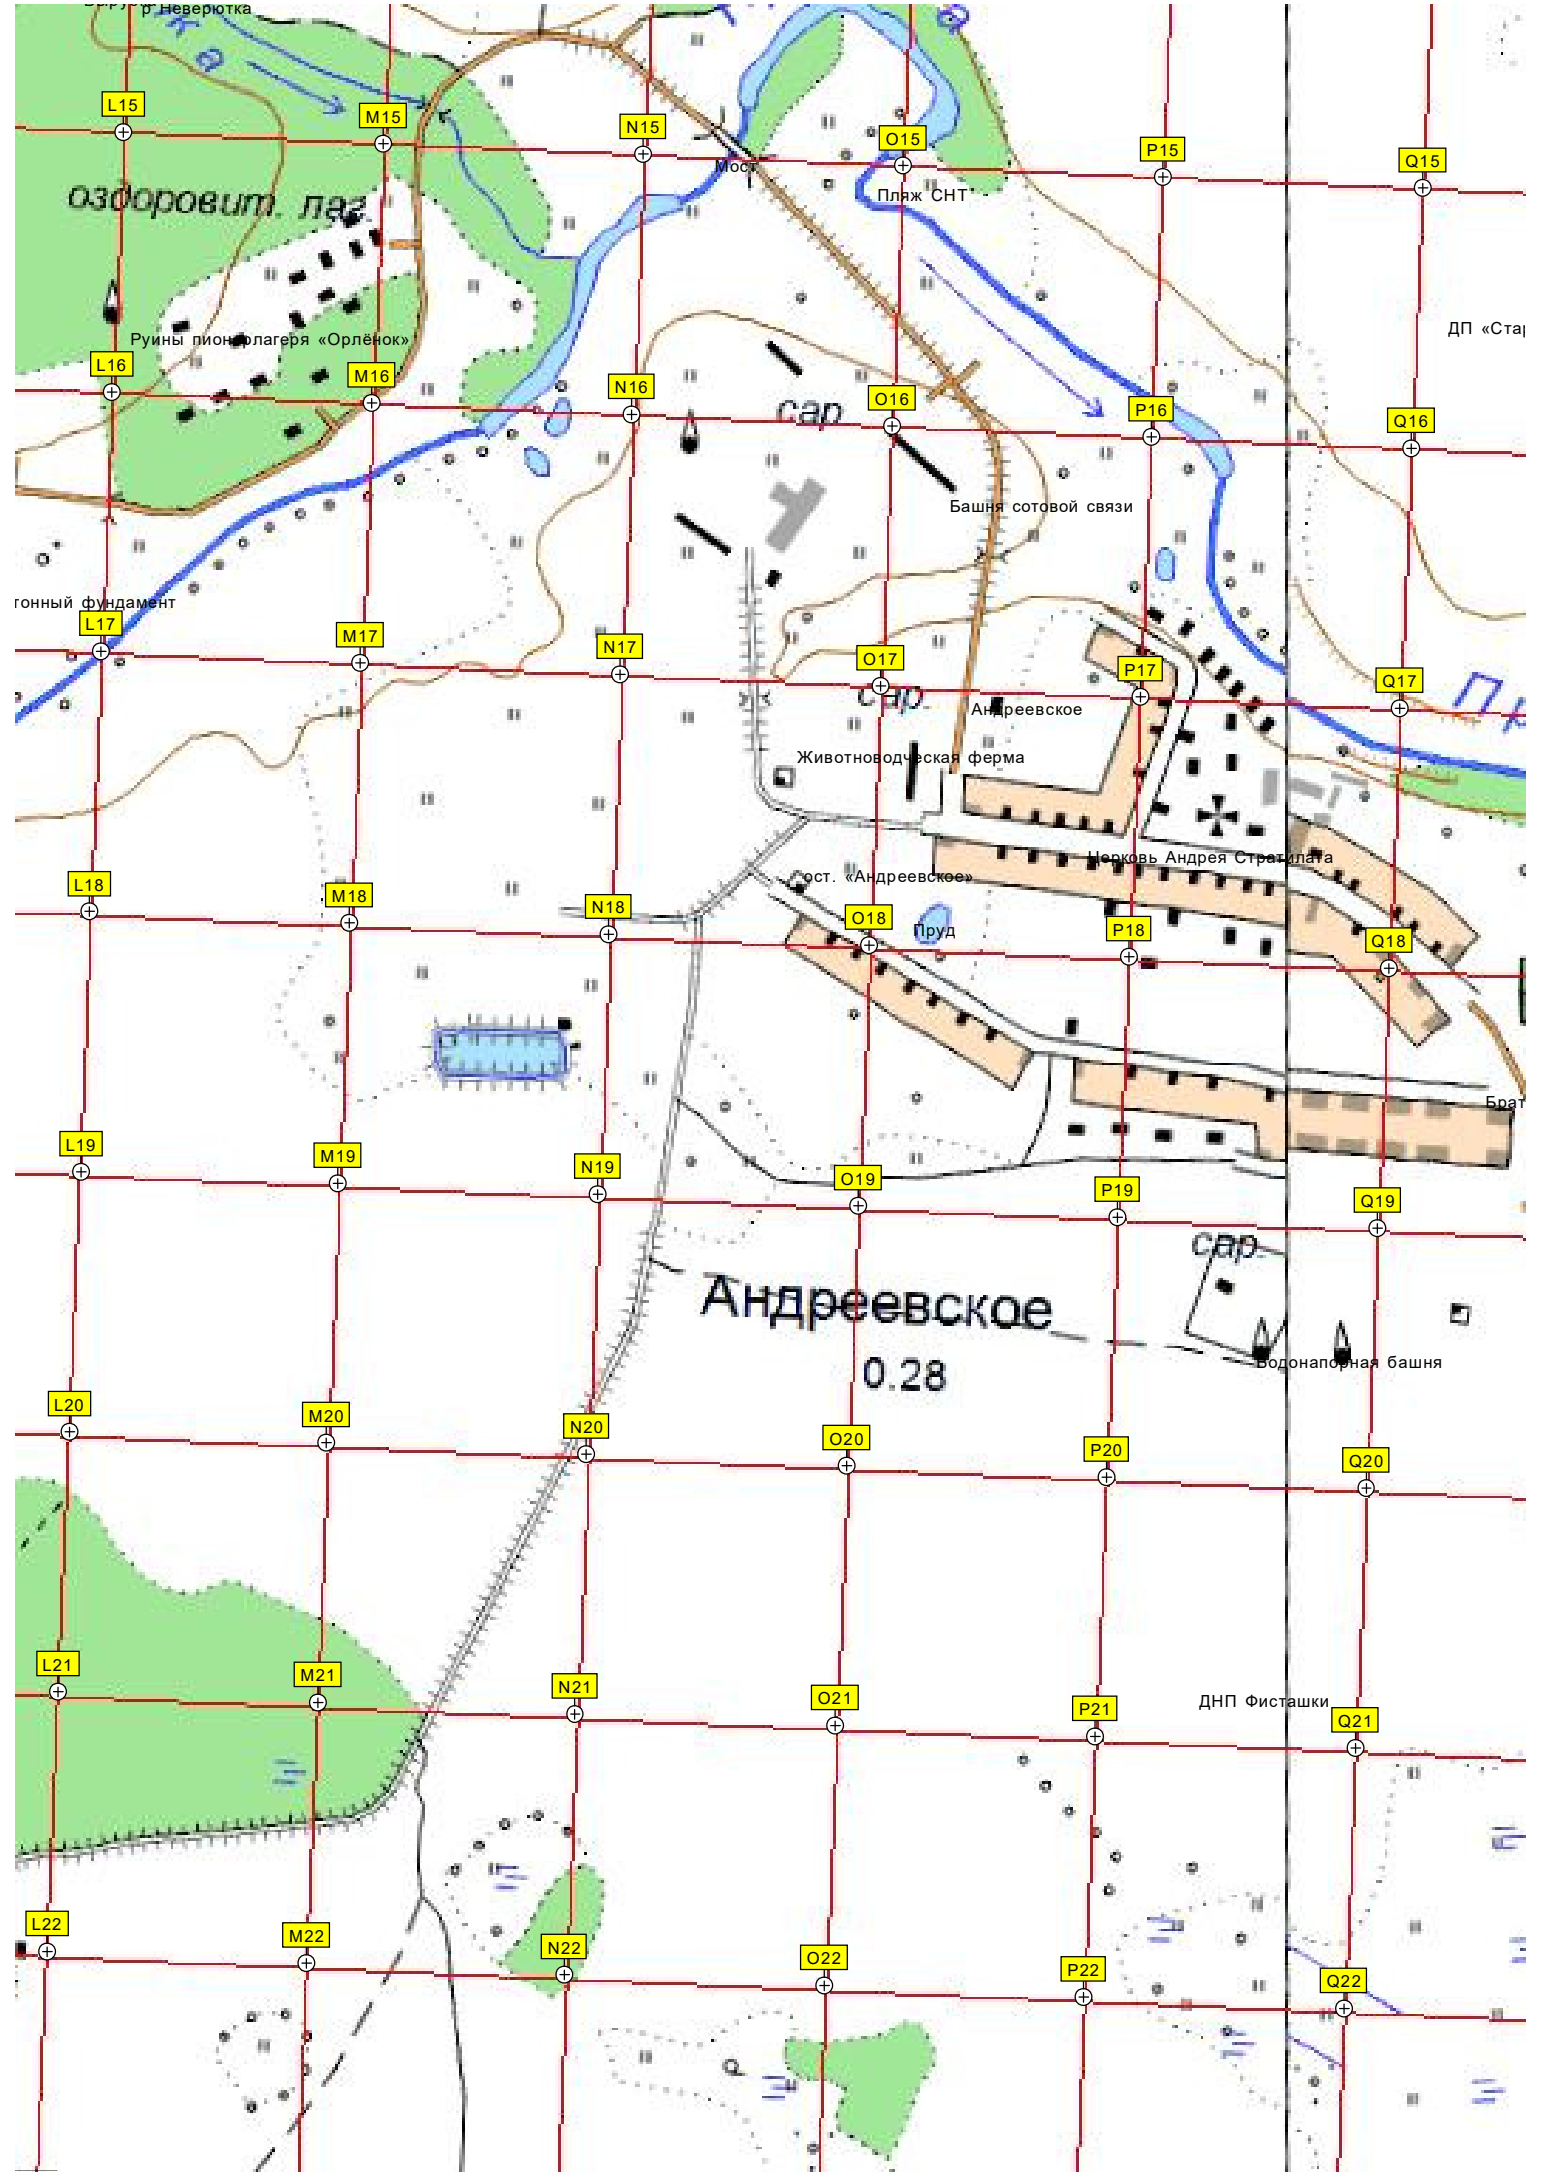 р Неверютка
ка
L15
M15
N15
O15
P15
Q15
Мост
Пляж СНТ
оздоровит. лаг
ДП «Стар
Руины пионерлагеря «Орлёнок»
L16
M16
N16
O16
P16
Q16
сар.
Башня сотовой связи
тонный фундамент
L17
M17
N17
O17
P17
Q17
сар.
Андреевское
Пр
Животноводческая ферма
Церковь Андрея Стратилата
ост. «Андреевское»
L18
M18
N18
O18
P18
Q18
Пруд
Брат
L19
M19
N19
O19
P19
Q19
сар.
Андреевское
0.28
Водонапорная башня
L20
M20
N20
O20
P20
Q20
L21
M21
N21
O21
P21
Q21
ДНП Фисташки
L22
M22
N22
O22
P22
Q22